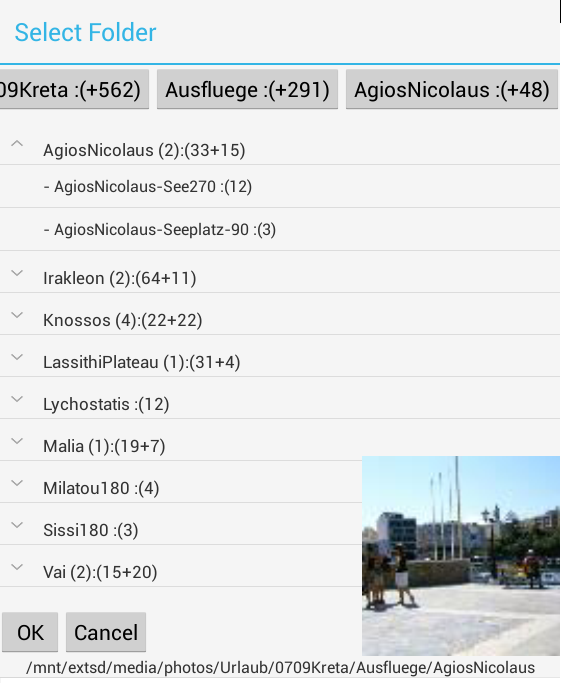 Select Folder
09Kreta :(+562) Ausfluege :(+291) AgiosNicolaus :(+48)
AgiosNicolaus (2):(33+15)
- AgiosNicolaus-See270 :(12)
- AgiosNicolaus-Seeplatz-90 :(3)
Irakleon (2):(64+11)
Knossos (4):(22+22)
LassithiPlateau (1):(31+4)
Lychostatis :(12)
Malia (1):(19+7)
Milatou180 :(4)
Sissi180 :(3)
Vai (2):(15+20)
OK Cancel
/mnt/extsd/media/photos/Urlaub/0709Kreta/Ausfluege/AgiosNicolaus